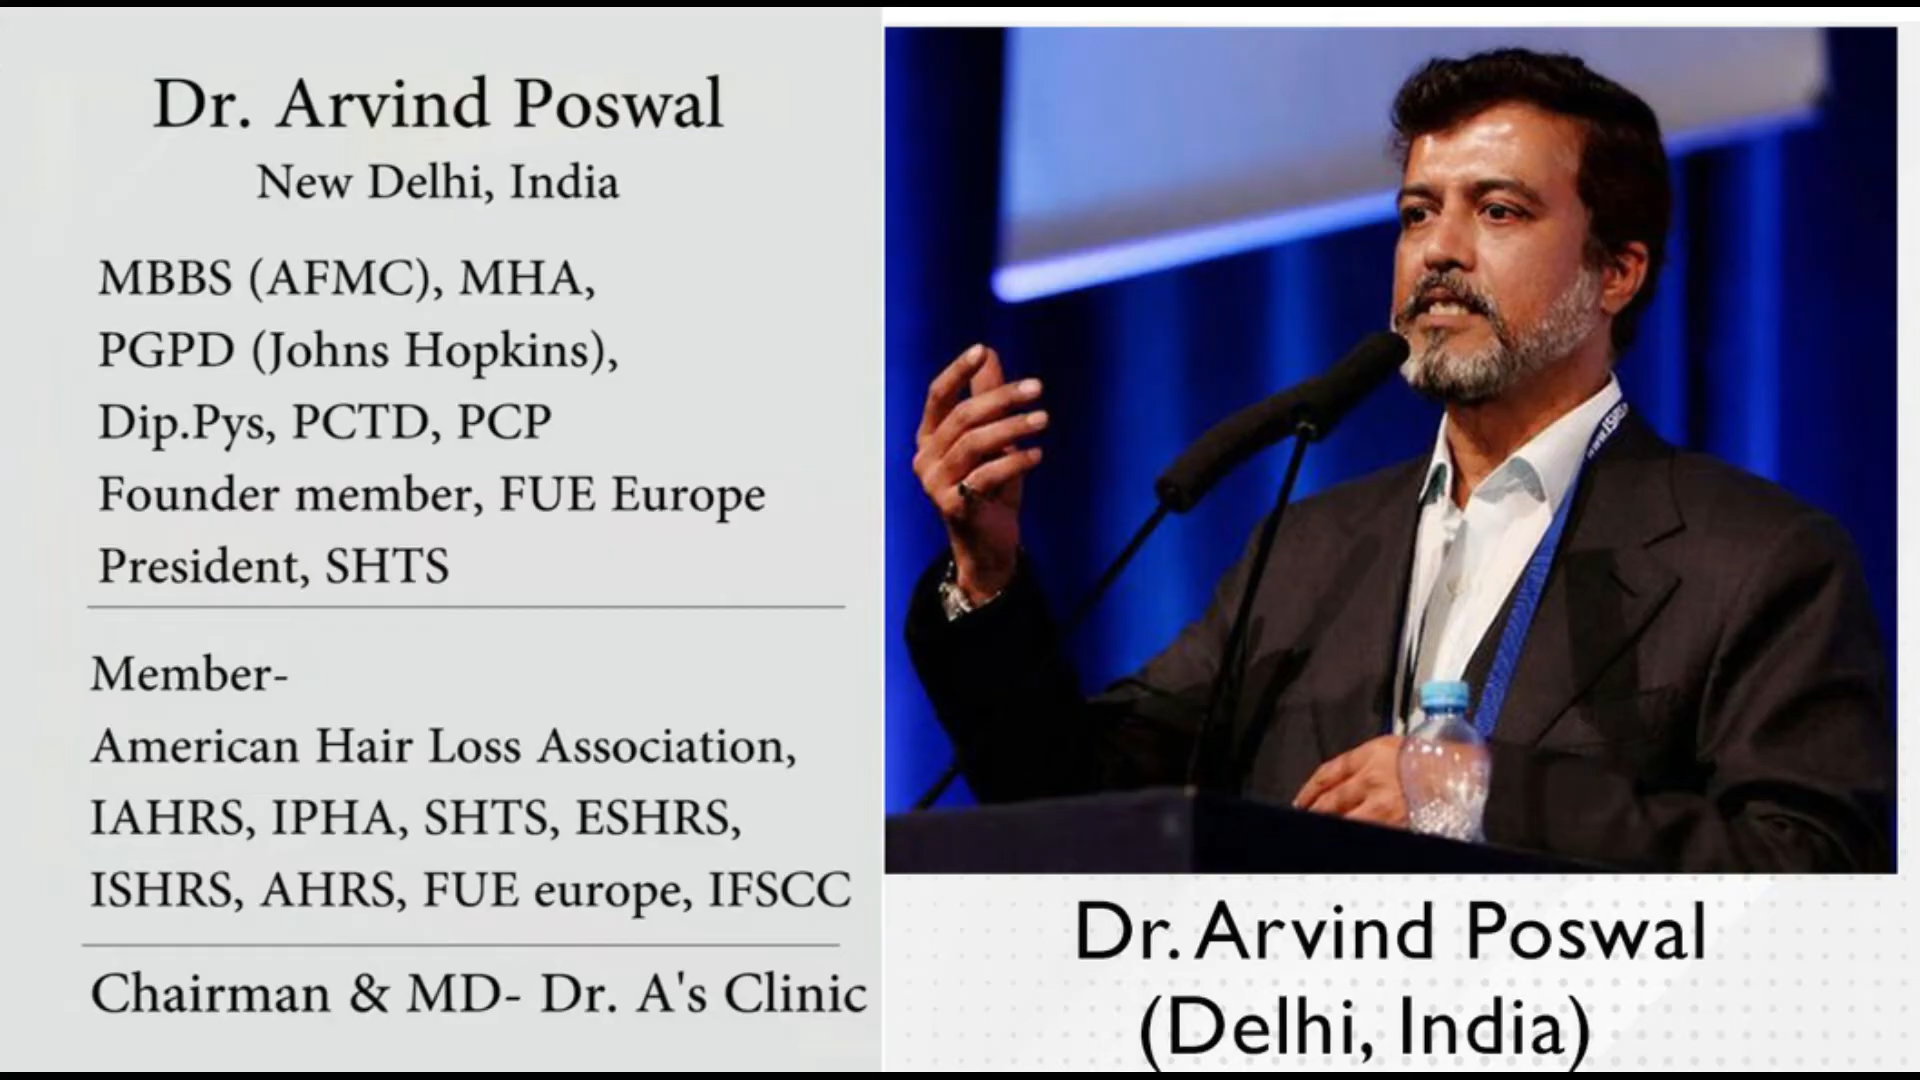 Dr. Arvind Poswal
New Delhi, India
MBBS (AFMC), MHA,
PGPD (Johns Hopkins),
Dip.Pys, PCTD, PCP
Founder member, FUE Europe
President, SHTS
Member-
American Hair Loss Association,
IAHRS, IPHA, SHTS, ESHRS,
ISHRS, AHRS, FUE europe, IFSCC
Chairman & MD- Dr. A's Clinic
Dr. Arvind Poswal
(Delhi, India)